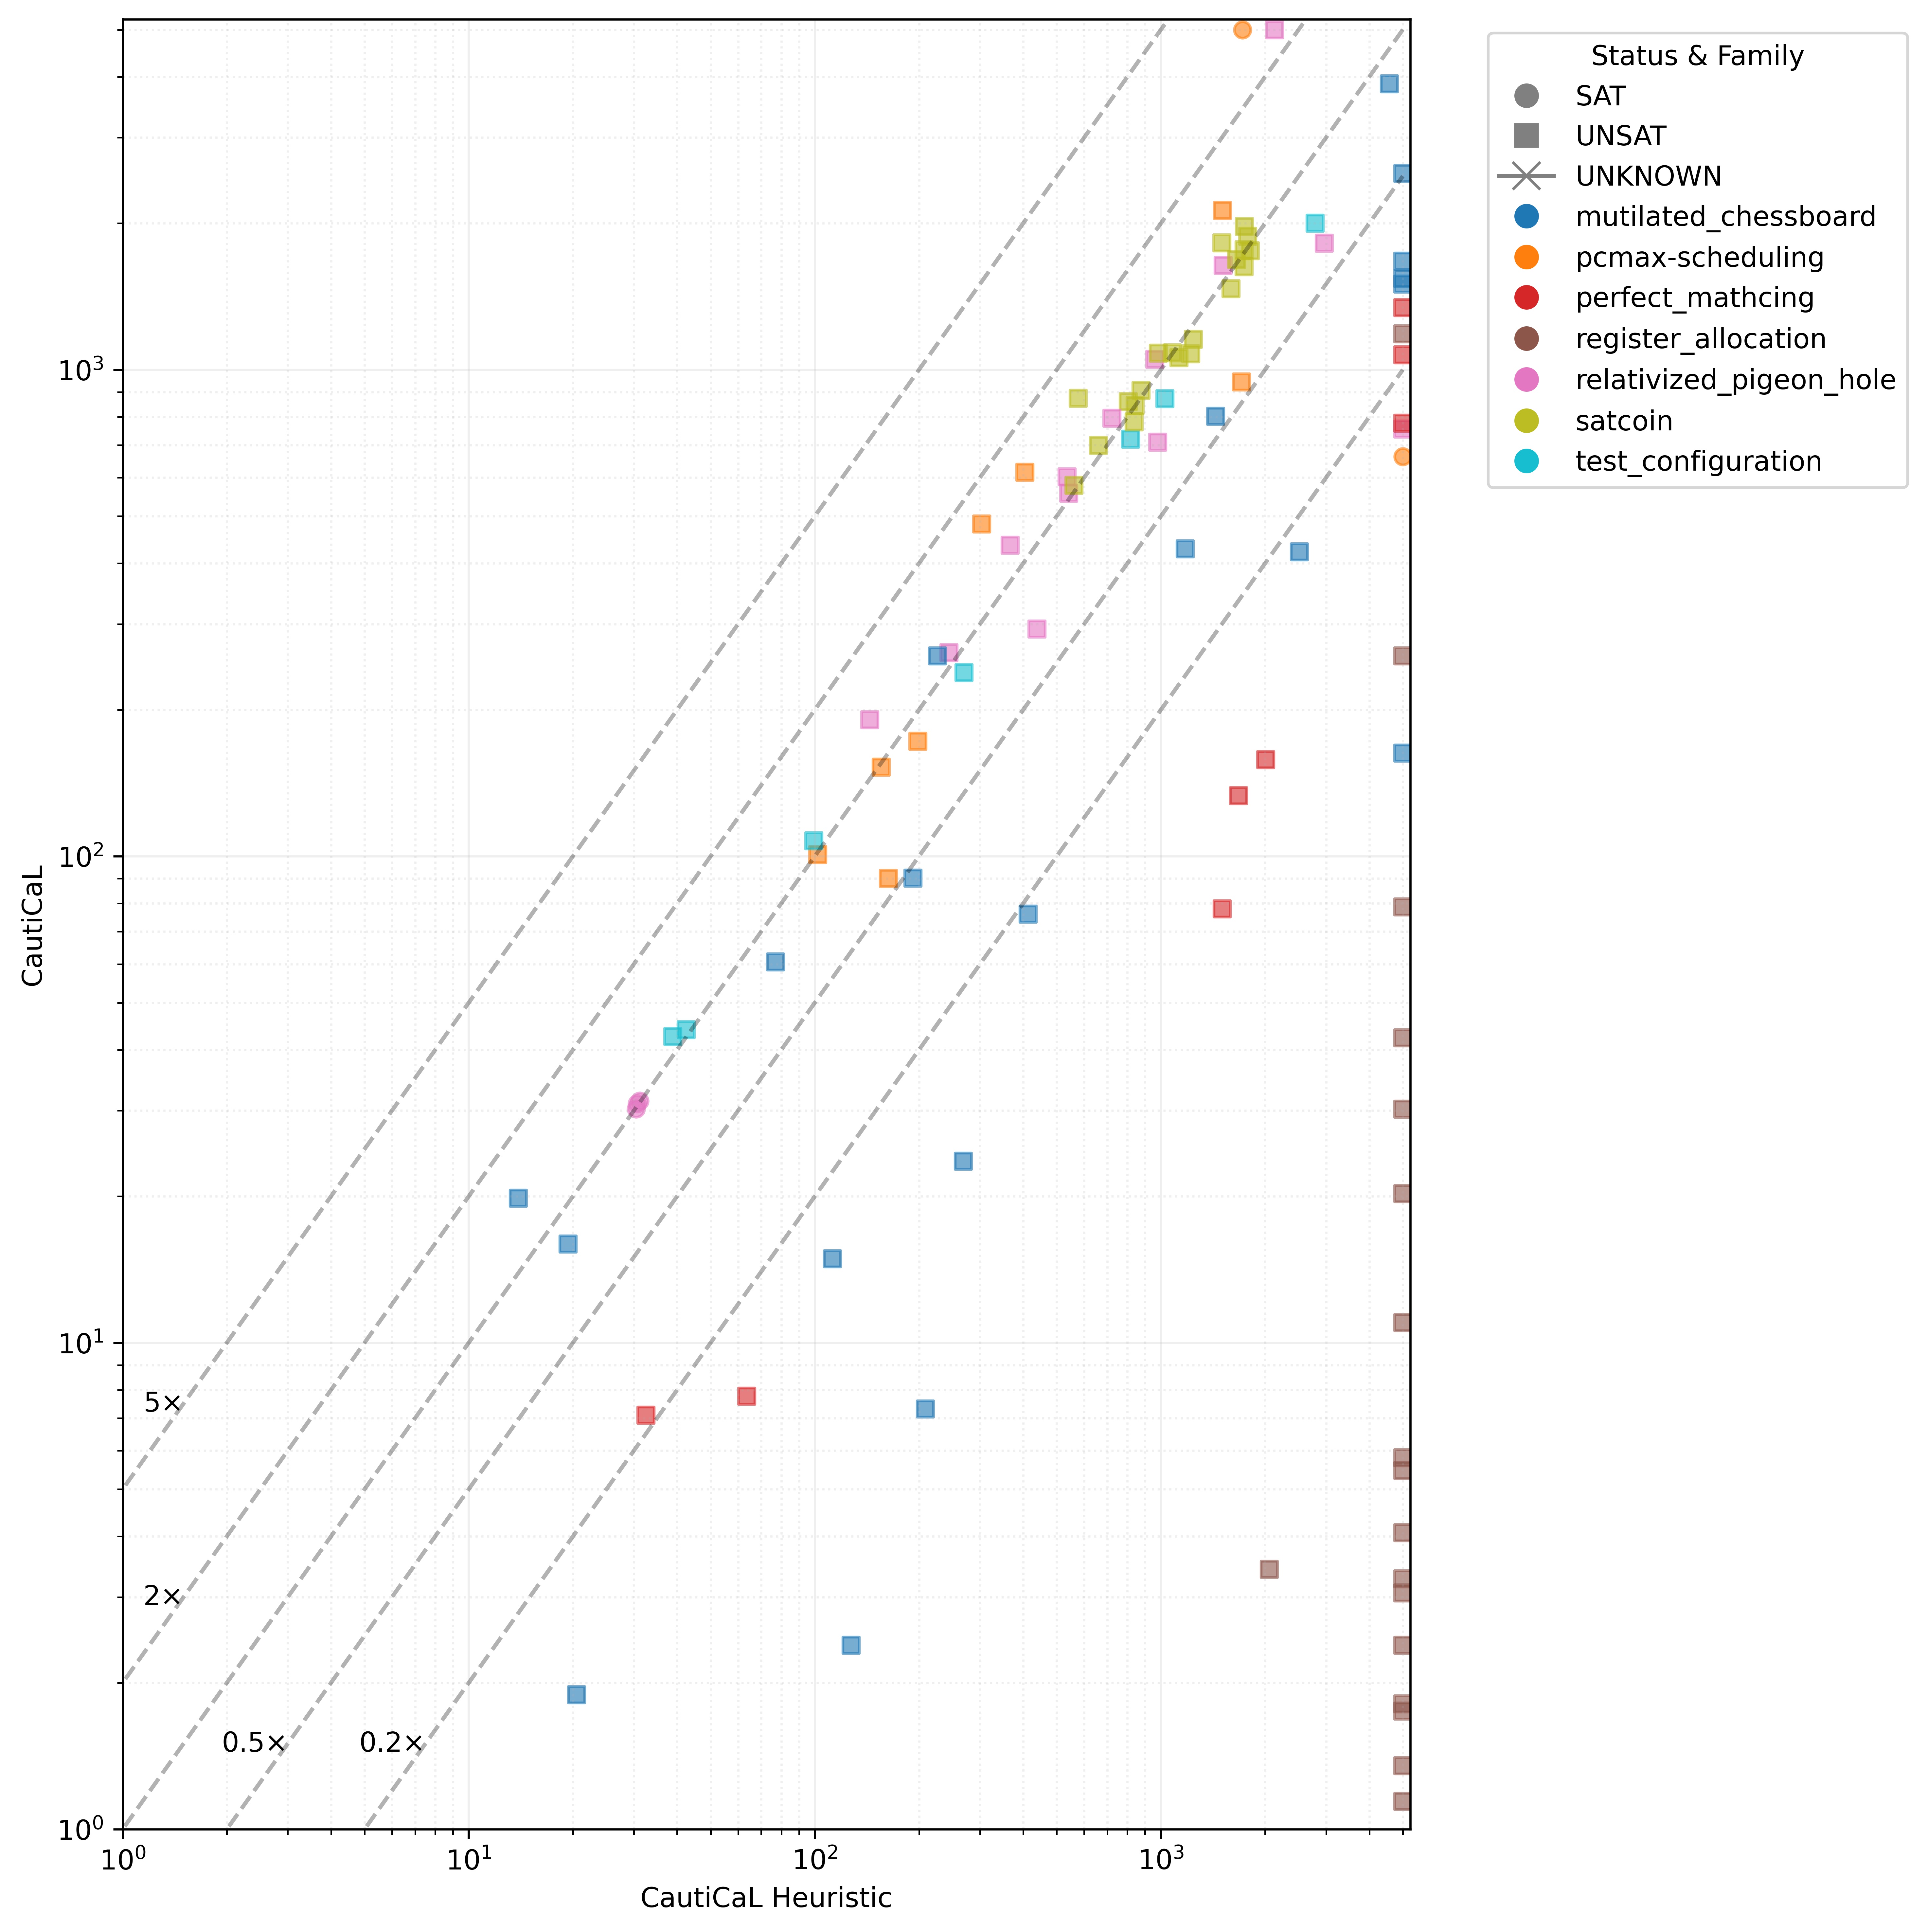 Status & Family
SAT
UNSAT
UNKNOWN
mutilated_chessboard
pcmax-scheduling
perfect_mathcing
register_allocation
relativized_pigeon_hole
satcoin
test_configuration
CautiCaL
10³
10²
10¹
10⁰
5×
2×
0.5×
0.2×
10⁰
10¹
10²
10³
CautiCaL Heuristic